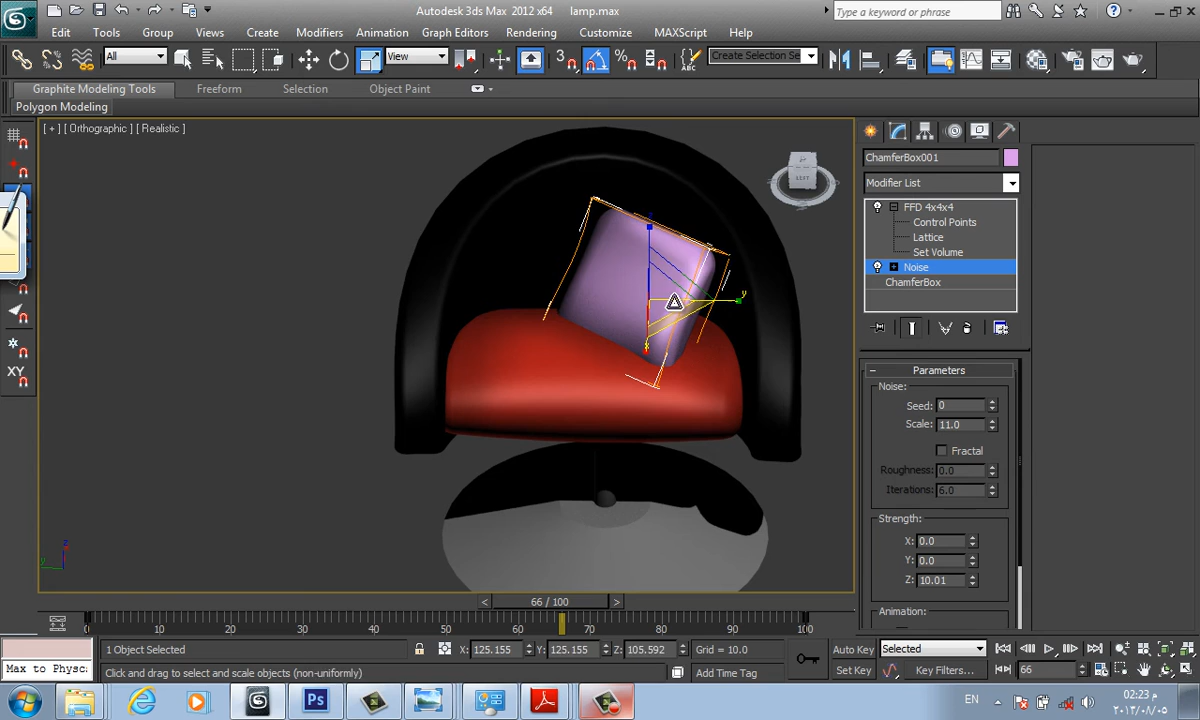 Autodesk 3ds Max 2012 x64 lamp.max
Type a keyword or phrase
Edit Tools Group Views Create Modifiers Animation Graph Editors Rendering Customize MAXScript Help
All View 3 % Create Selection Se
Graphite Modeling Tools Freeform Selection Object Paint
Polygon Modeling
[ + ] [ Orthographic ] [ Realistic ]
LEFT
ChamferBox001
Modifier List
FFD 4x4x4
Control Points
Lattice
Set Volume
Noise
ChamferBox
XY
Parameters
Noise:
Seed: 0
Scale: 11.0
Fractal
Roughness: 0.0
Iterations: 6.0
Strength:
X: 0.0
Y: 0.0
Z: 10.01
Animation:
z
y
y
z
< 66 / 100 >
0 10 20 30 40 50 60 70 80 90 100
1 Object Selected X: 125.155 Y: 125.155 Z: 105.592 Grid = 10.0 Auto Key Selected
Max to Physc Click and drag to select and scale objects (non-uniformly) Add Time Tag Set Key Key Filters... 66
EN
02:23 م
٢٠١٣/٠٨/٠٥